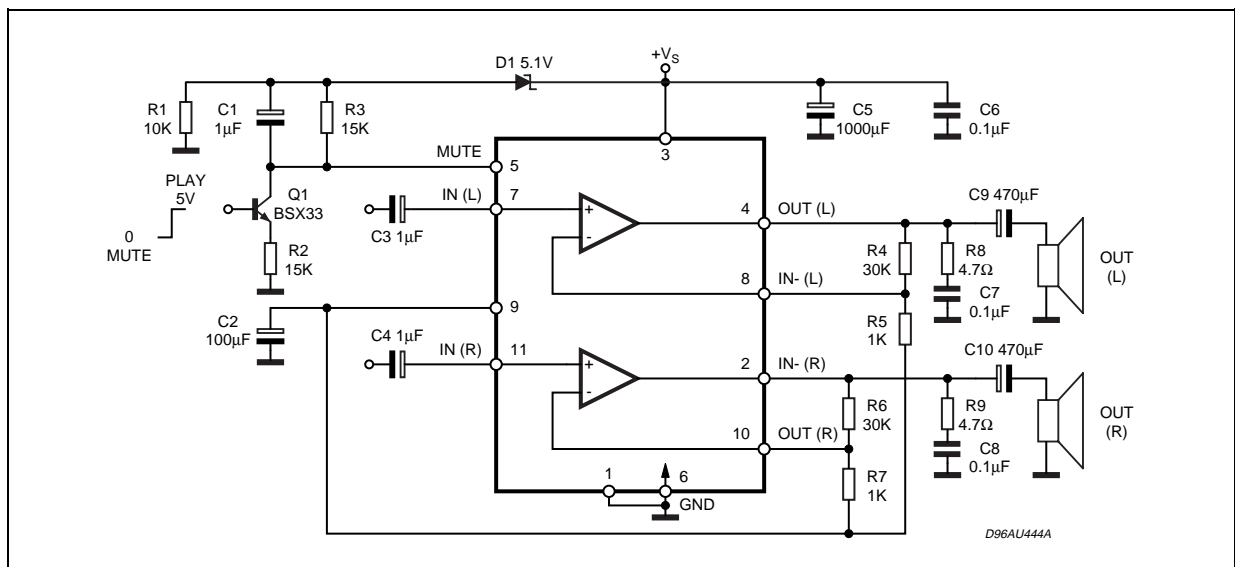 D1 5.1V
+VS
R1
10K
C1
1µF
R3
15K
C5
1000µF
C6
0.1µF
MUTE
5
3
PLAY
5V
0
MUTE
Q1
BSX33
IN (L)
7
C3 1µF
+
-
4
OUT (L)
C9 470µF
R2
15K
R4
30K
R8
4.7Ω
OUT
(L)
8
IN- (L)
C7
0.1µF
9
C2
100µF
R5
1K
C4 1µF
IN (R)
11
+
-
2
IN- (R)
C10 470µF
R6
30K
R9
4.7Ω
OUT
(R)
10
OUT (R)
C8
0.1µF
R7
1K
1
6
GND
D96AU444A